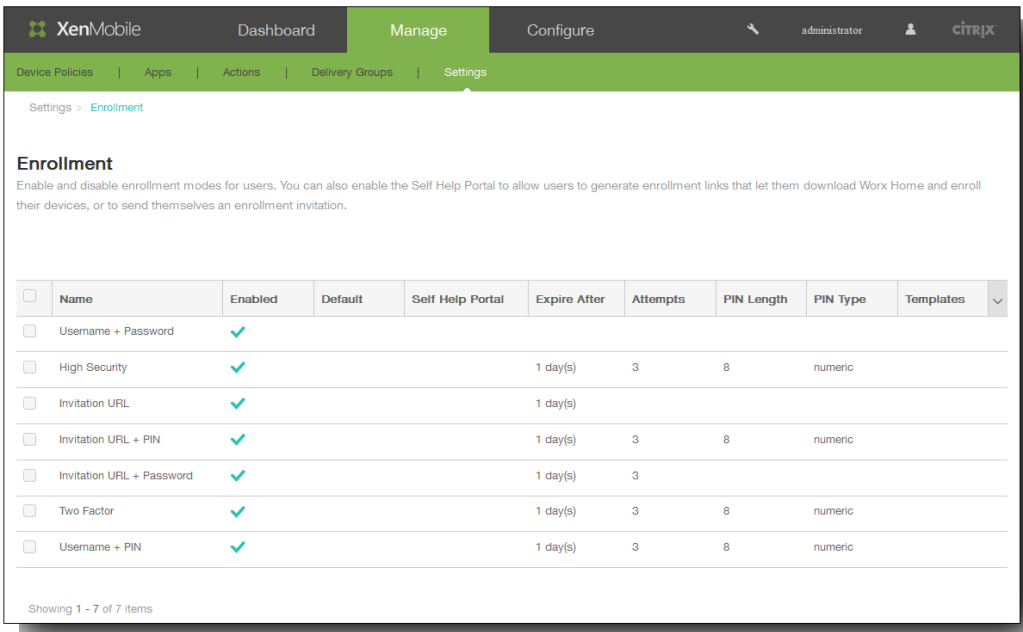 XenMobile Dashboard Manage Configure administrator CİTRIX
Device Policies | Apps | Actions | Delivery Groups | Settings
Settings > Enrollment
Enrollment
Enable and disable enrollment modes for users. You can also enable the Self Help Portal to allow users to generate enrollment links that let them download Worx Home and enroll
their devices, or to send themselves an enrollment invitation.
Name Enabled Default Self Help Portal Expire After Attempts PIN Length PIN Type Templates
Username + Password
High Security 1 day(s) 3 8 numeric
Invitation URL 1 day(s)
Invitation URL + PIN 1 day(s) 3 8 numeric
Invitation URL + Password 1 day(s) 3
Two Factor 1 day(s) 3 8 numeric
Username + PIN 1 day(s) 3 8 numeric
Showing 1 - 7 of 7 items